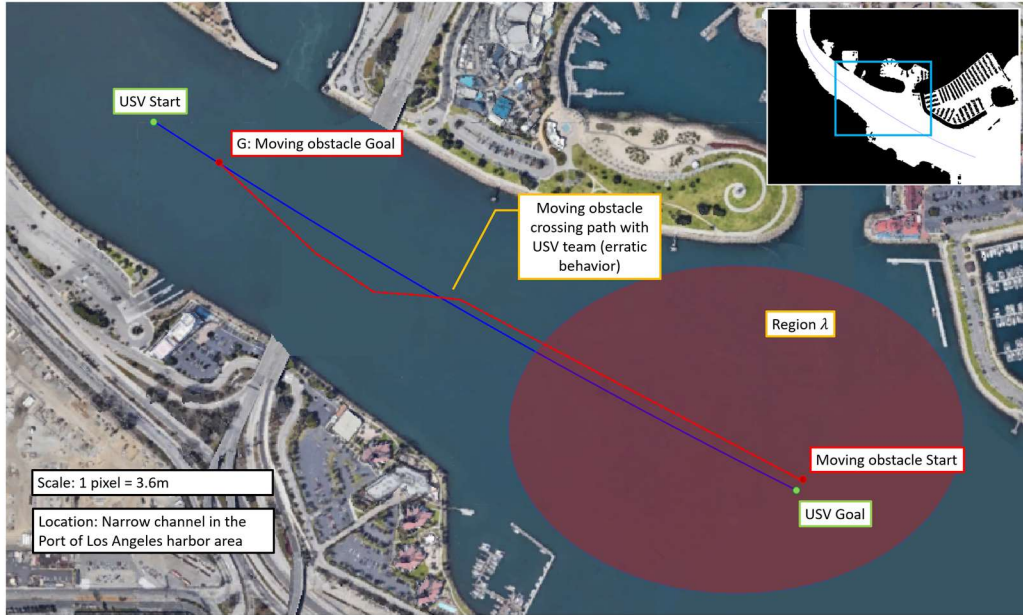 USV Start
G: Moving obstacle Goal
Moving obstacle
crossing path with
USV team (erratic
behavior)
Region λ
Moving obstacle Start
USV Goal
Scale: 1 pixel = 3.6m
Location: Narrow channel in the
Port of Los Angeles harbor area